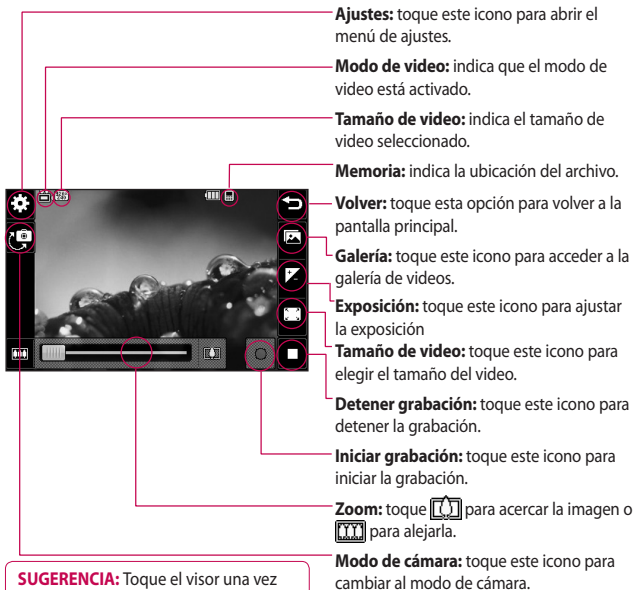 Ajustes: toque este icono para abrir el
menú de ajustes.
Modo de video: indica que el modo de
video está activado.
Tamaño de video: indica el tamaño de
video seleccionado.
Memoria: indica la ubicación del archivo.
Volver: toque esta opción para volver a la
pantalla principal.
Galería: toque este icono para acceder a la
galería de videos.
Exposición: toque este icono para ajustar
la exposición
Tamaño de video: toque este icono para
elegir el tamaño del video.
Detener grabación: toque este icono para
detener la grabación.
Iniciar grabación: toque este icono para
iniciar la grabación.
Zoom: toque para acercar la imagen o
para alejarla.
Modo de cámara: toque este icono para
cambiar al modo de cámara.
SUGERENCIA: Toque el visor una vez